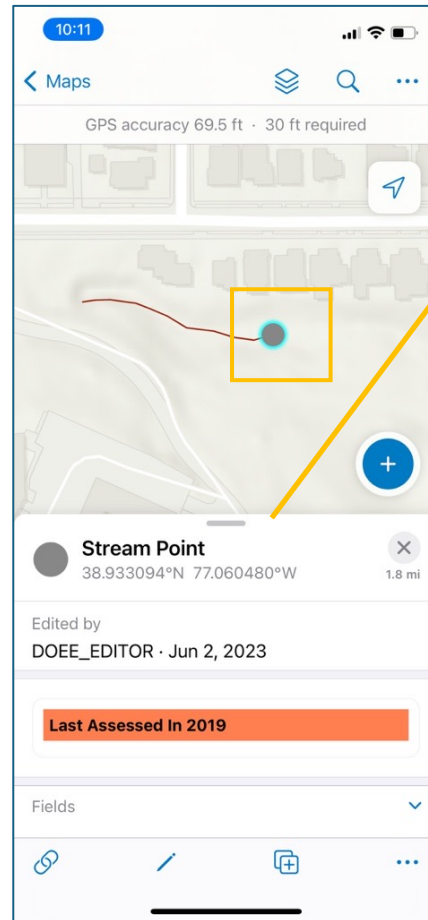 10:11
Maps
GPS accuracy 69.5 ft · 30 ft required
Stream Point
38.933094°N 77.060480°W
1.8 mi
Edited by
DOEE_EDITOR · Jun 2, 2023
Last Assessed In 2019
Fields